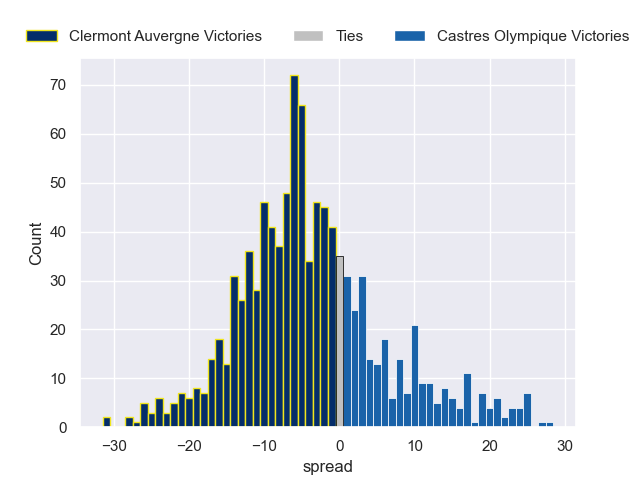 Clermont Auvergne Victories Ties Castres Olympique Victories
70
60
50
40
30
20
10
0
Count
−30 −20 −10 0 10 20 30
spread